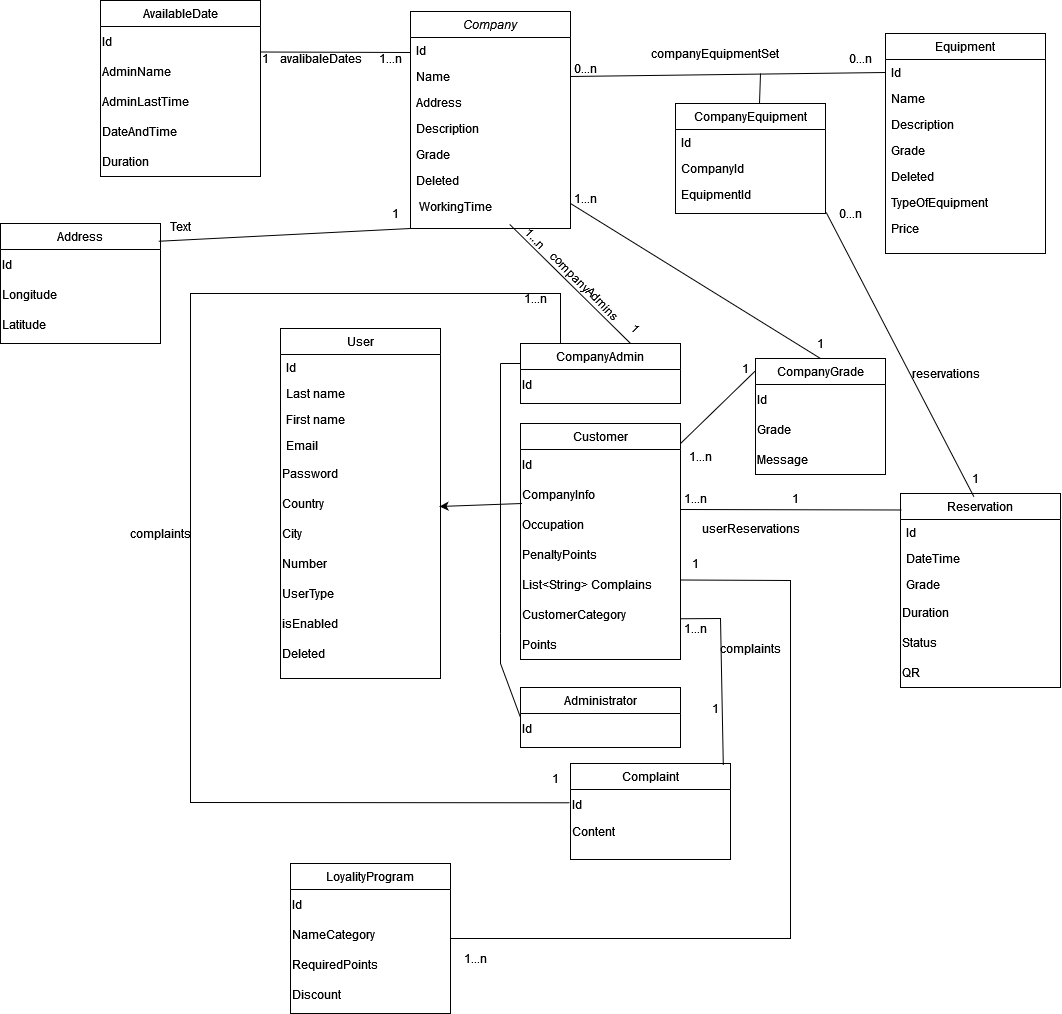 AvailableDate
Id
AdminName
AdminLastTime
DateAndTime
Duration
1
avalibaleDates
1...n
Company
Id
Name
Address
Description
Grade
Deleted
WorkingTime
0...n
companyEquipmentSet
0...n
Equipment
Id
Name
Description
Grade
Deleted
TypeOfEquipment
Price
CompanyEquipment
Id
CompanyId
EquipmentId
0...n
reservations
1
Address
Id
Longitude
Latitude
Text
1
1...n
companyAdmins
1
1...n
1
1...n
User
Id
Last name
First name
Email
Password
Country
City
Number
UserType
isEnabled
Deleted
complaints
CompanyAdmin
Id
CompanyGrade
Id
Grade
Message
1
1...n
Customer
Id
CompanyInfo
Occupation
PenaltyPoints
List<String> Complains
CustomerCategory
Points
1...n
1
userReservations
1
1...n
complaints
1
Reservation
Id
DateTime
Grade
Duration
Status
QR
Administrator
Id
1
Complaint
Id
Content
LoyalityProgram
Id
NameCategory
RequiredPoints
Discount
1...n